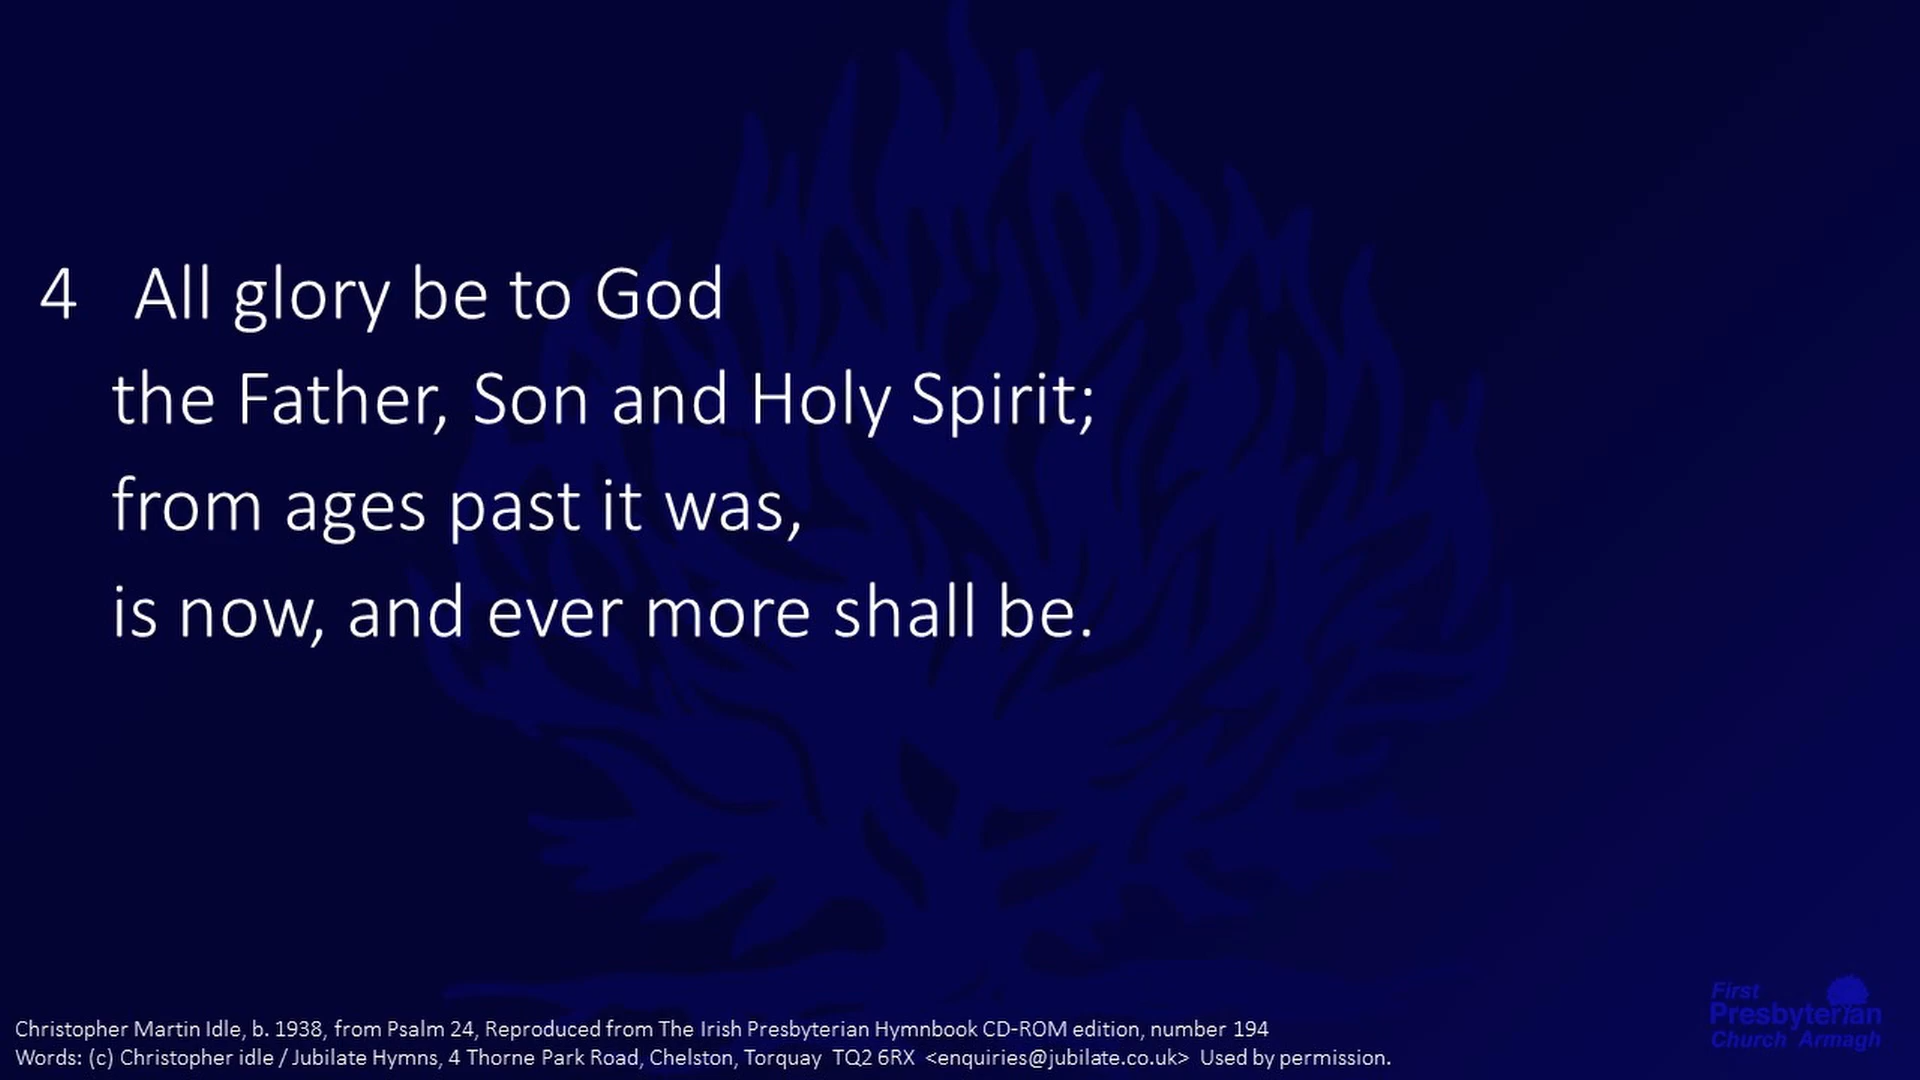 4 All glory be to God
the Father, Son and Holy Spirit;
from ages past it was,
is now, and ever more shall be.
Christopher Martin Idle, b. 1938, from Psalm 24, Reproduced from The Irish Presbyterian Hymnbook CD-ROM edition, number 194
Words: (c) Christopher idle / Jubilate Hymns, 4 Thorne Park Road, Chelston, Torquay TQ2 6RX <enquiries@jubilate.co.uk> Used by permission.
First
Presbyterian
Church Armagh